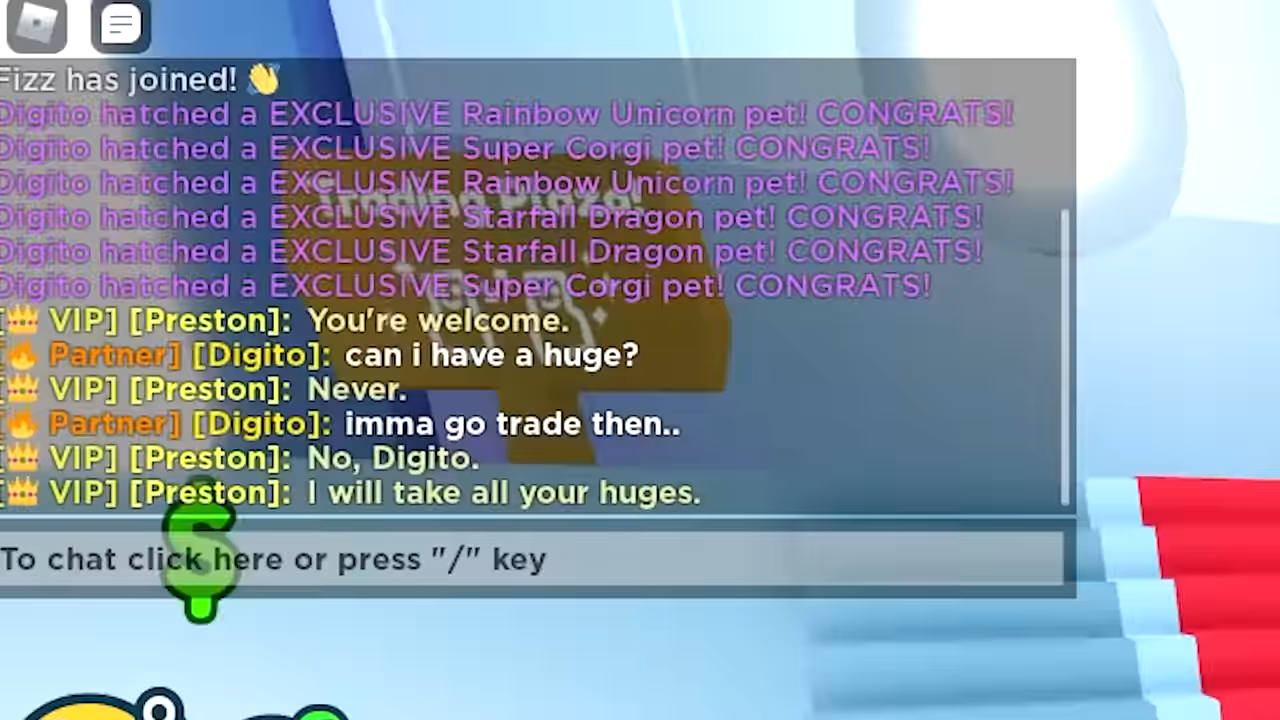 Fizz has joined! 👋
Digito hatched a EXCLUSIVE Rainbow Unicorn pet! CONGRATS!
Digito hatched a EXCLUSIVE Super Corgi pet! CONGRATS!
Digito hatched a EXCLUSIVE Rainbow Unicorn pet! CONGRATS!
Digito hatched a EXCLUSIVE Starfall Dragon pet! CONGRATS!
Digito hatched a EXCLUSIVE Starfall Dragon pet! CONGRATS!
Digito hatched a EXCLUSIVE Super Corgi pet! CONGRATS!
[👑 VIP] [Preston]: You're welcome.
[🔥 Partner] [Digito]: can i have a huge?
[👑 VIP] [Preston]: Never.
[🔥 Partner] [Digito]: imma go trade then..
[👑 VIP] [Preston]: No, Digito.
[👑 VIP] [Preston]: I will take all your huges.
To chat click here or press "/" key
Trading Plaza!
$